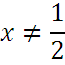 x ≠ 1/2